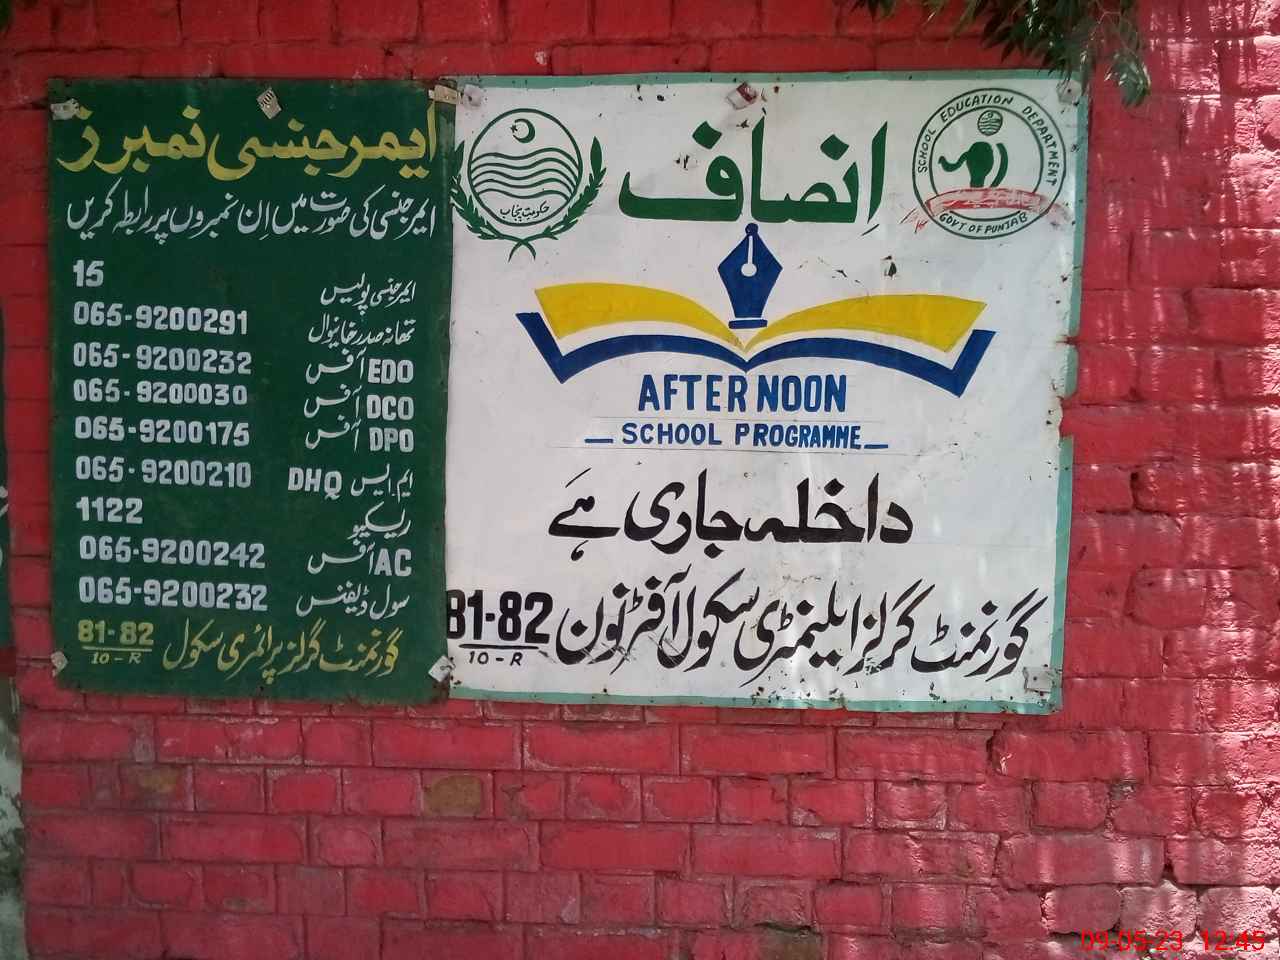 ایمرجنسی نمبرز
ایمرجنسی کی صورت میں اِن نمبروں پر رابطہ کریں
ایمرجنسی پولیس 15
تھانہ صدر خانیوال 065-9200291
EDO آفس 065-9200232
DCO آفس 065-9200030
DPO آفس 065-9200175
ایم ایس DHQ 065-9200210
ریسکیو 1122
AC آفس 065-9200242
سول ڈیفنس 065-9200232
گورنمنٹ گرلز پرائمری سکول 81-82
10-R
حکومت پنجاب
اِنصاف
SCHOOL EDUCATION DEPARTMENT
GOVT OF PUNJAB
AFTER NOON
SCHOOL PROGRAMME
داخلہ جاری ہے
گورنمنٹ گرلز ایلیمنٹری سکول آفٹرنون 81-82
10-R
09-05-23 12:45